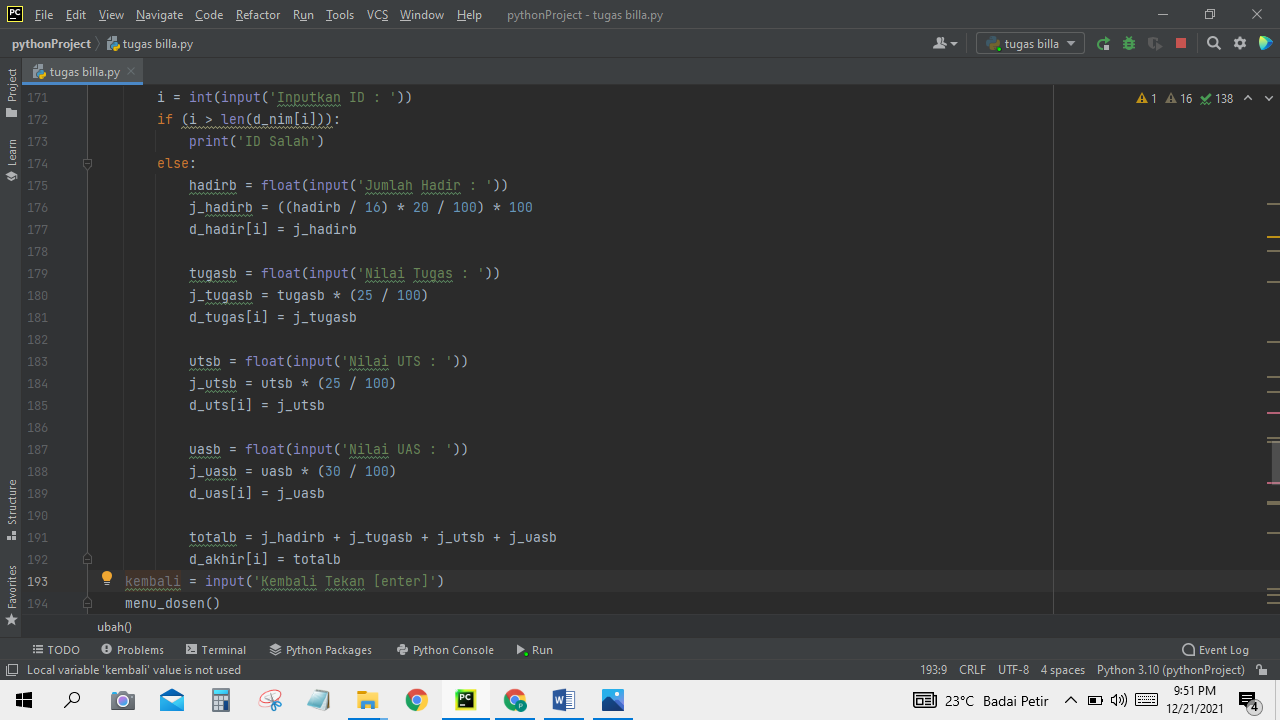 PC File Edit View Navigate Code Refactor Run Tools VCS Window Help pythonProject - tugas billa.py
pythonProject tugas billa.py tugas billa
tugas billa.py
Project
Learn
Structure
Favorites
1 16 138
171 i = int(input('Inputkan ID : '))
172 if (i > len(d_nim[i])):
173 print('ID Salah')
174 else:
175 hadirb = float(input('Jumlah Hadir : '))
176 j_hadirb = ((hadirb / 16) * 20 / 100) * 100
177 d_hadir[i] = j_hadirb
178
179 tugasb = float(input('Nilai Tugas : '))
180 j_tugasb = tugasb * (25 / 100)
181 d_tugas[i] = j_tugasb
182
183 utsb = float(input('Nilai UTS : '))
184 j_utsb = utsb * (25 / 100)
185 d_uts[i] = j_utsb
186
187 uasb = float(input('Nilai UAS : '))
188 j_uasb = uasb * (30 / 100)
189 d_uas[i] = j_uasb
190
191 totalb = j_hadirb + j_tugasb + j_utsb + j_uasb
192 d_akhir[i] = totalb
193 kembali = input('Kembali Tekan [enter]')
194 menu_dosen()
ubah()
TODO Problems Terminal Python Packages Python Console Run Event Log
Local variable 'kembali' value is not used 193:9 CRLF UTF-8 4 spaces Python 3.10 (pythonProject)
23°C Badai Petir 9:51 PM
12/21/2021
4